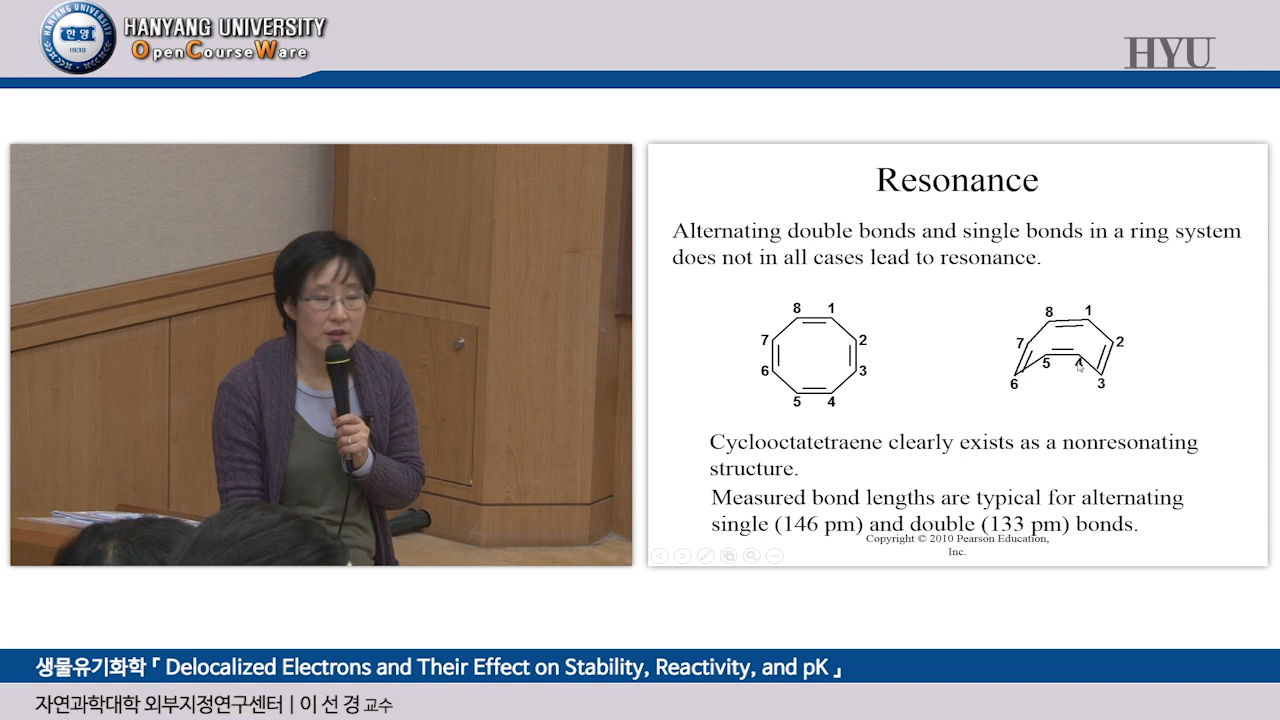 한양
1939
HANYANG UNIVERSITY
OpenCourseWare
HYU
Resonance
Alternating double bonds and single bonds in a ring system
does not in all cases lead to resonance.
8 1
7 2
6 3
5 4
8 1
7 2
5 4
6 3
Cyclooctatetraene clearly exists as a nonresonating
structure.
Measured bond lengths are typical for alternating
single (146 pm) and double (133 pm) bonds.
Copyright © 2010 Pearson Education,
Inc.
생물유기화학 「 Delocalized Electrons and Their Effect on Stability, Reactivity, and pK 」
자연과학대학 외부지정연구센터 | 이 선 경 교수